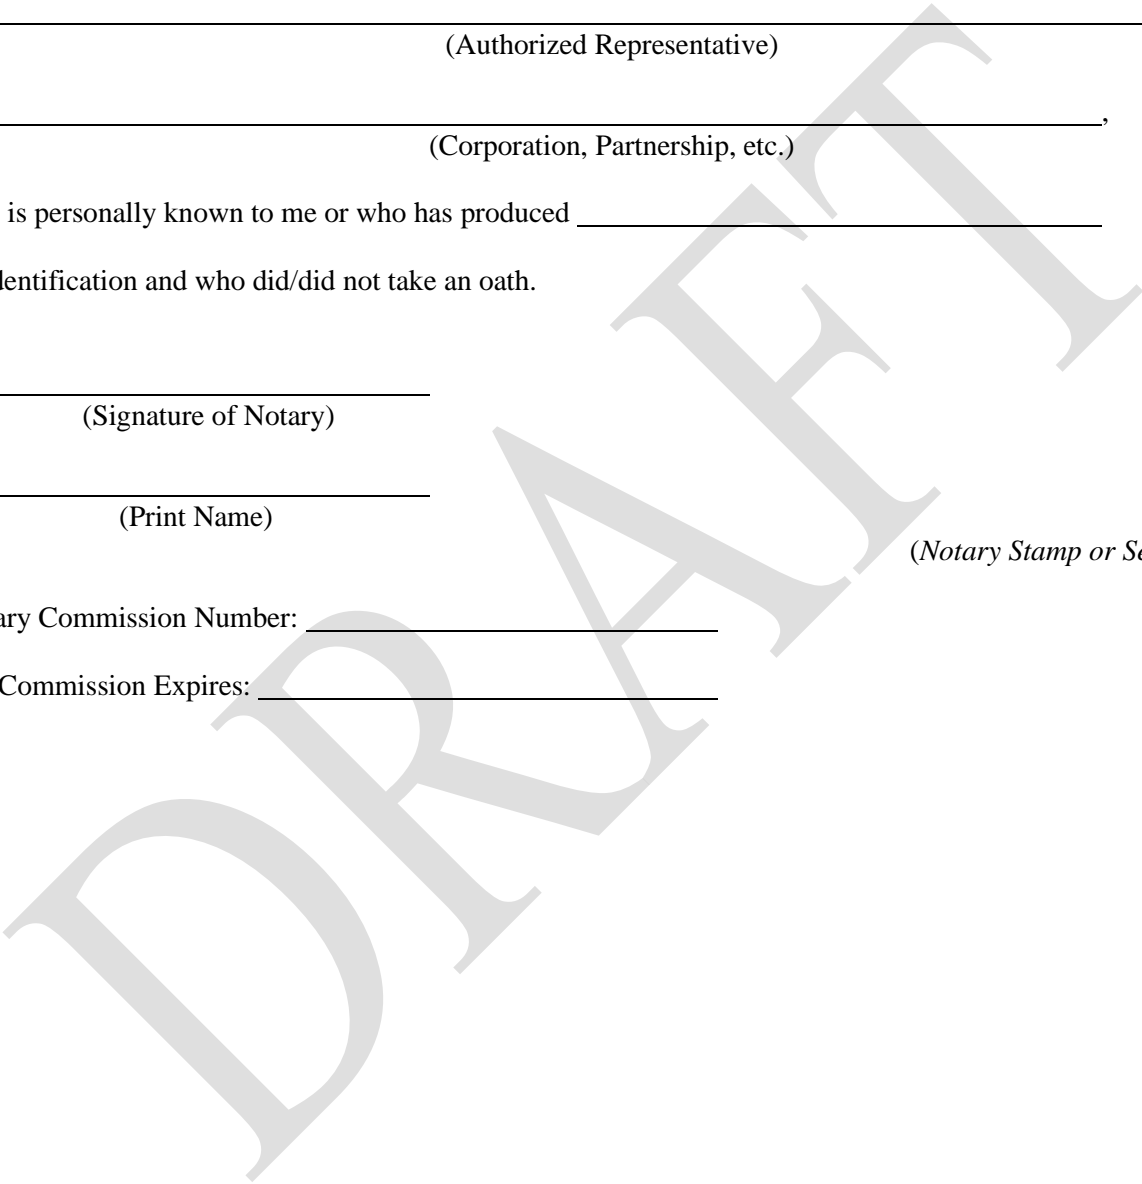 (Authorized Representative)
,
(Corporation, Partnership, etc.)
is personally known to me or who has produced
dentification and who did/did not take an oath.
(Signature of Notary)
(Print Name)
(Notary Stamp or Se
ary Commission Number:
Commission Expires:
DRAFT